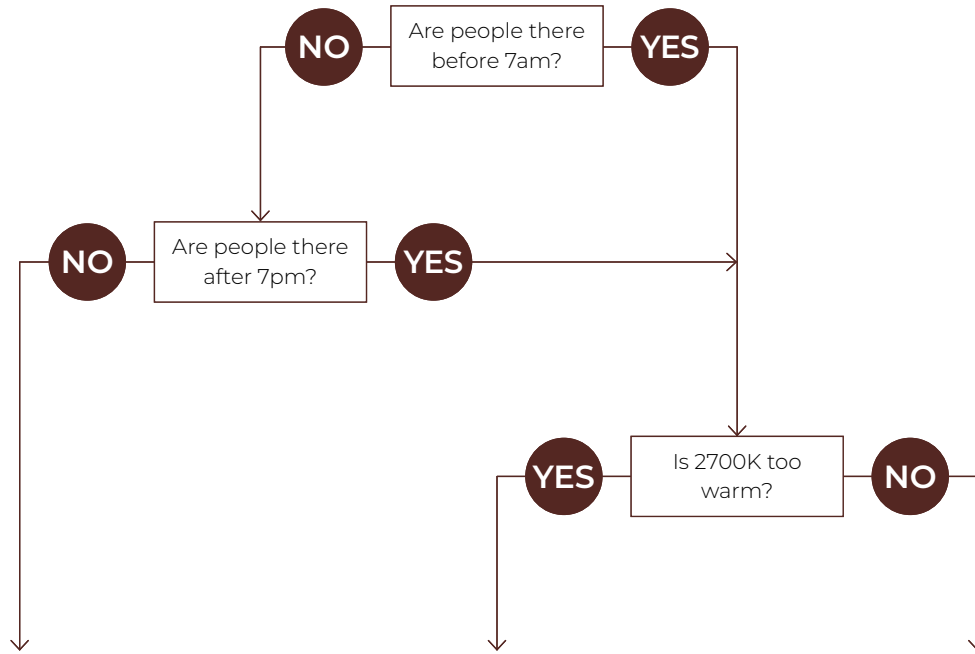 NO
Are people there
before 7am?
YES
NO
Are people there
after 7pm?
YES
YES
Is 2700K too
warm?
NO